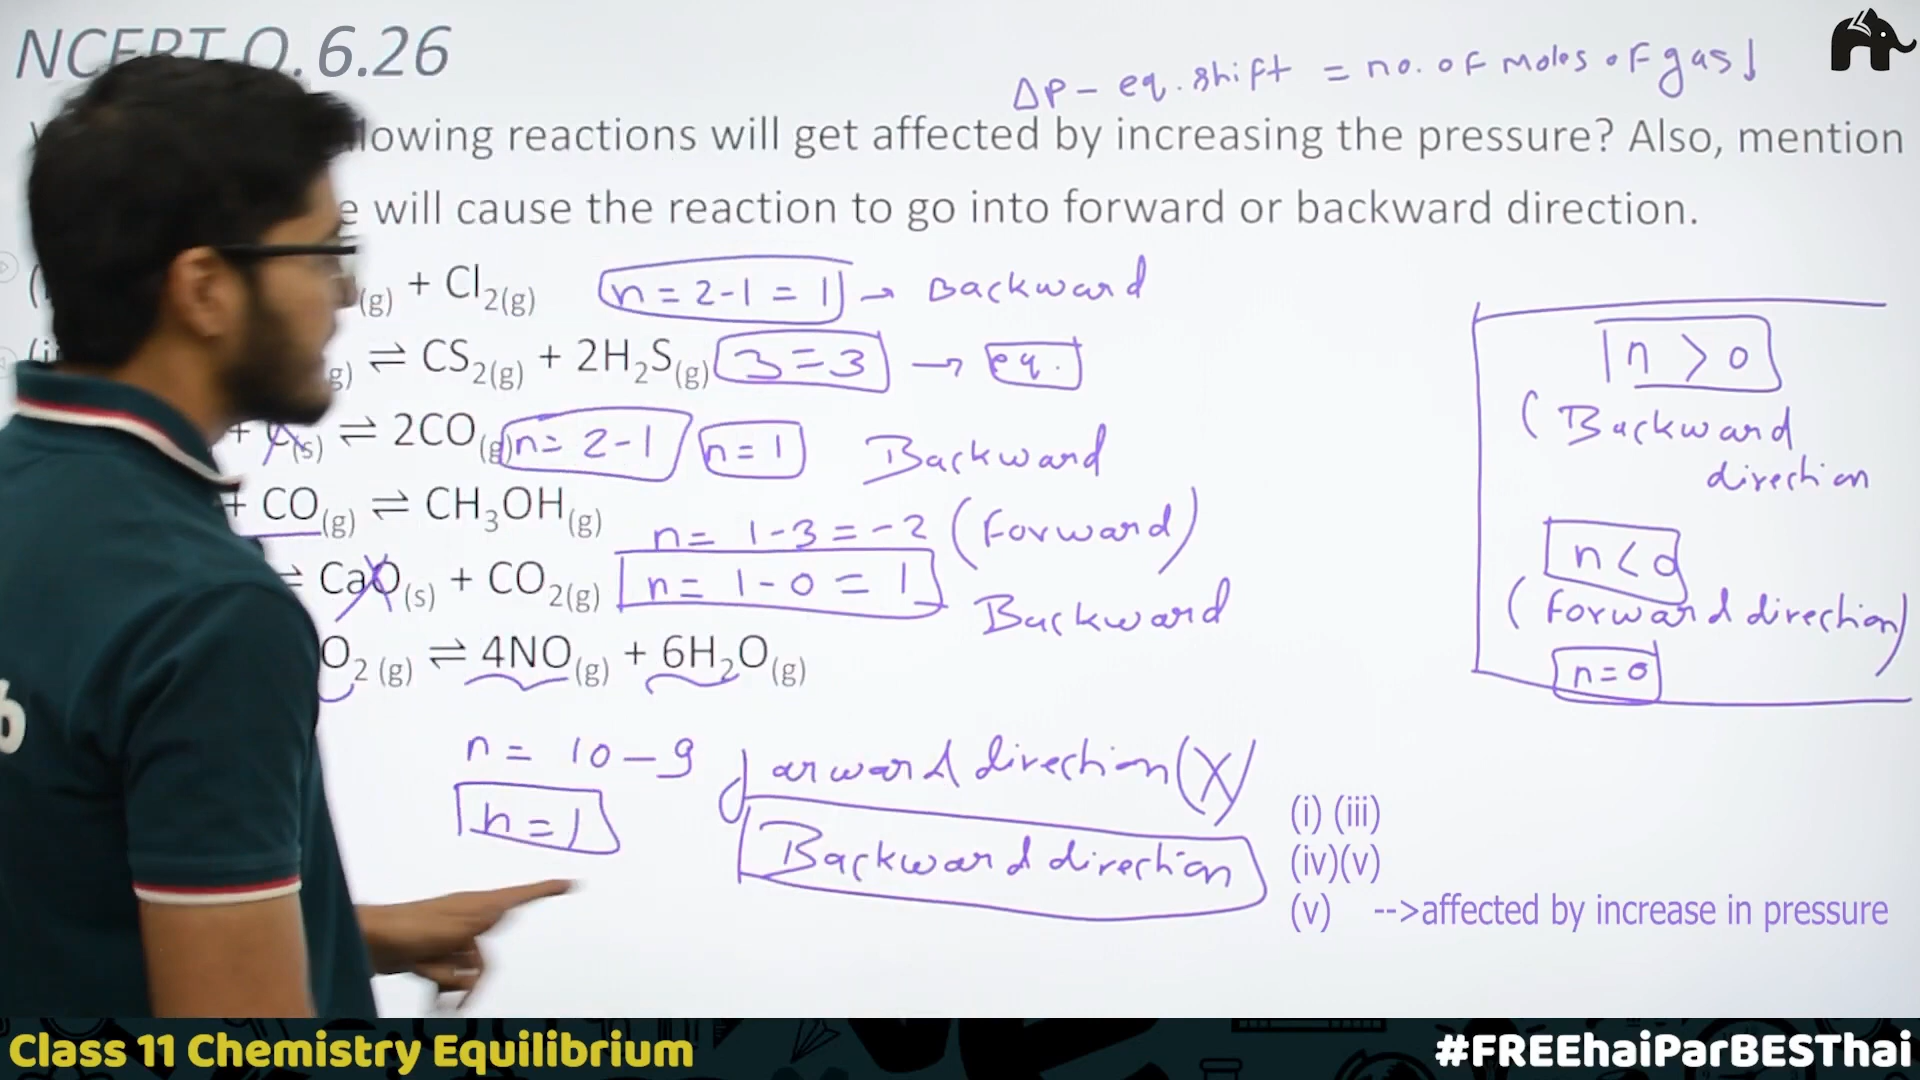 NCERT Q. 6.26
ΔP - eq. shift = no. of moles of gas↓
lowing reactions will get affected by increasing the pressure? Also, mention
e will cause the reaction to go into forward or backward direction.
(g) + Cl2(g) n = 2-1 = 1 → Backward
g) ⇌ CS2(g) + 2H2S(g) 3 = 3 → eq.
+ C(s) ⇌ 2CO(g) n = 2-1 n = 1 Backward
+ CO(g) ⇌ CH3OH(g) n = 1-3 = -2 (Forward)
⇌ CaO(s) + CO2(g) n = 1-0 = 1 Backward
O2 (g) ⇌ 4NO(g) + 6H2O(g)
n = 10-9 forward direction (X)
n = 1 Backward direction
n > 0
(Backward
direction
n < 0
(forward direction)
n = 0
(i) (iii)
(iv)(v)
(v) -->affected by increase in pressure
Class 11 Chemistry Equilibrium
#FREEhaiParBESThai